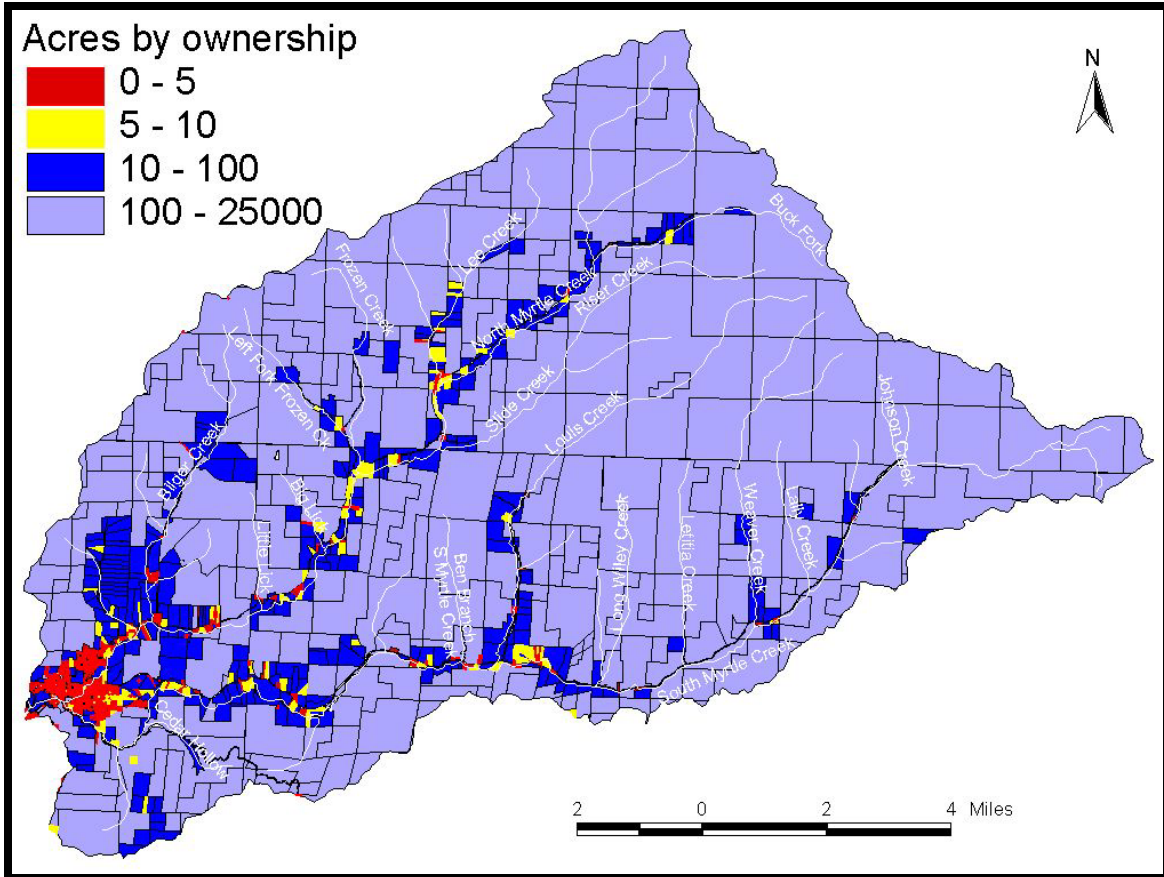 Acres by ownership
0 - 5
5 - 10
10 - 100
100 - 25000
N
Buck Fork
Lee Creek
Frozen Creek
North Myrtle Creek
Riser Creek
Left Fork Frozen Ck
Slide Creek
Louis Creek
Johnson Creek
Bilger Creek
Big Lick
Little Lick
Weaver Creek
Lally Creek
Letitia Creek
Long Wiley Creek
Ben Branch
S Myrtle Creek
South Myrtle Creek
Cedar Hollow
2 0 2 4 Miles